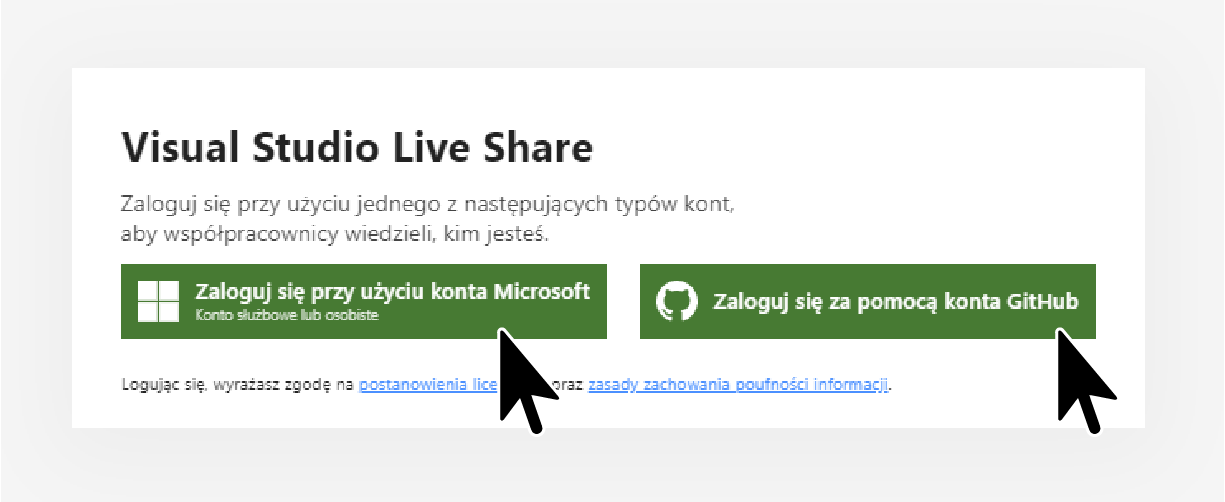 Visual Studio Live Share
Zaloguj się przy użyciu jednego z następujących typów kont,
aby współpracownicy wiedzieli, kim jesteś.
Zaloguj się przy użyciu konta Microsoft
Konto służbowe lub osobiste
Zaloguj się za pomocą konta GitHub
Logując się, wyrażasz zgodę na postanowienia oraz zasady zachowania poufności informacji.